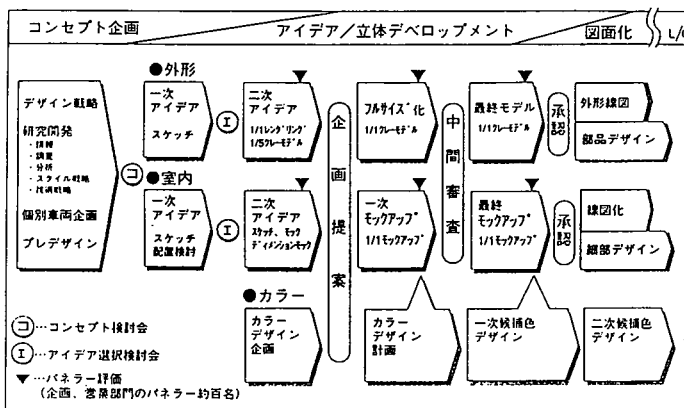 コンセプト企画
アイデア/立体デベロップメント
図面化
L/O
デザイン戦略
研究開発
・情報
・調査
・分析
・スタイル戦略
・技術戦略
個別車両企画
プレデザイン
コ
●外形
一次
アイデア
スケッチ
エ
二次
アイデア
1/1レンダリング
1/5クレーモデル
企画提案
フルサイズ化
1/1クレーモデル
中間審査
最終モデル
1/1クレーモデル
承認
外形線図
部品デザイン
●室内
一次
アイデア
スケッチ
配置検討
エ
二次
アイデア
スケッチ、モック
ディメンションモック
一次
モックアップ
1/1モックアップ
最終
モックアップ
1/1モックアップ
承認
線図化
細部デザイン
●カラー
カラー
デザイン
企画
カラー
デザイン
計画
一次候補色
デザイン
二次候補色
デザイン
コ…コンセプト検討会
エ…アイデア選択検討会
▼…パネラー評価
(企画、営業部門のパネラー約百名)